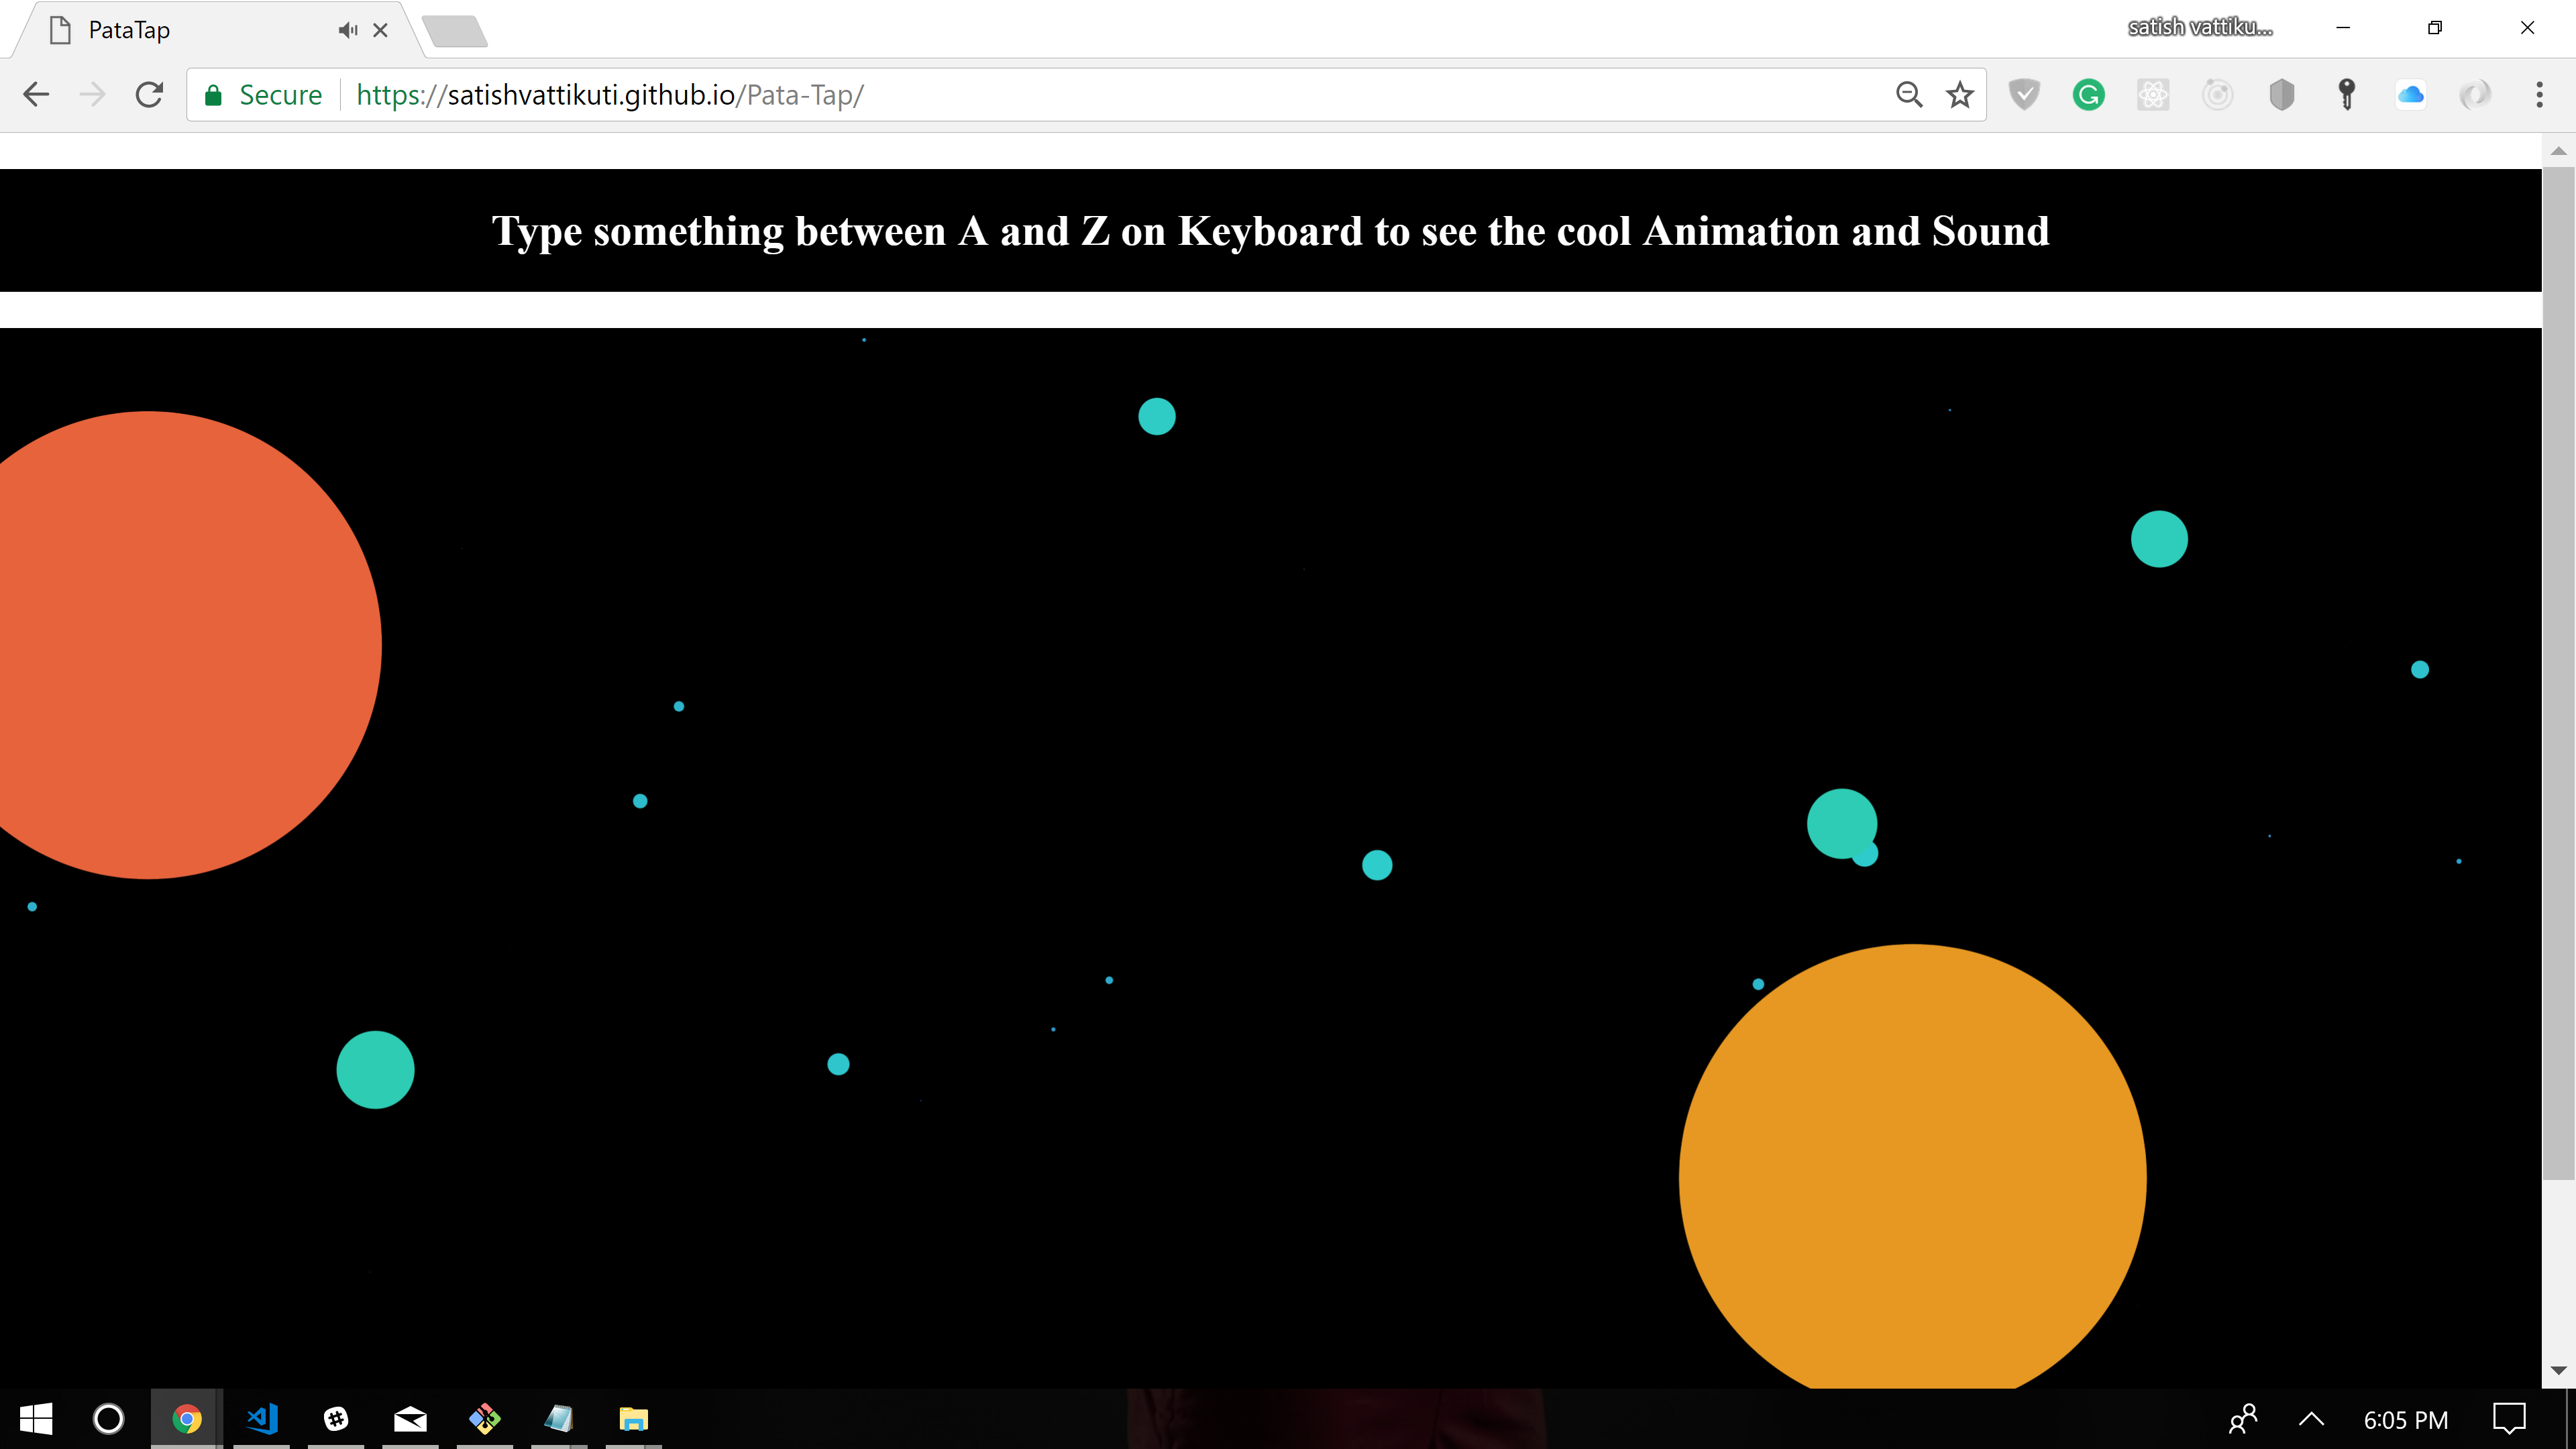 PataTap
satish vattiku...
Secure
https://satishvattikuti.github.io/Pata-Tap/
Type something between A and Z on Keyboard to see the cool Animation and Sound
6:05 PM